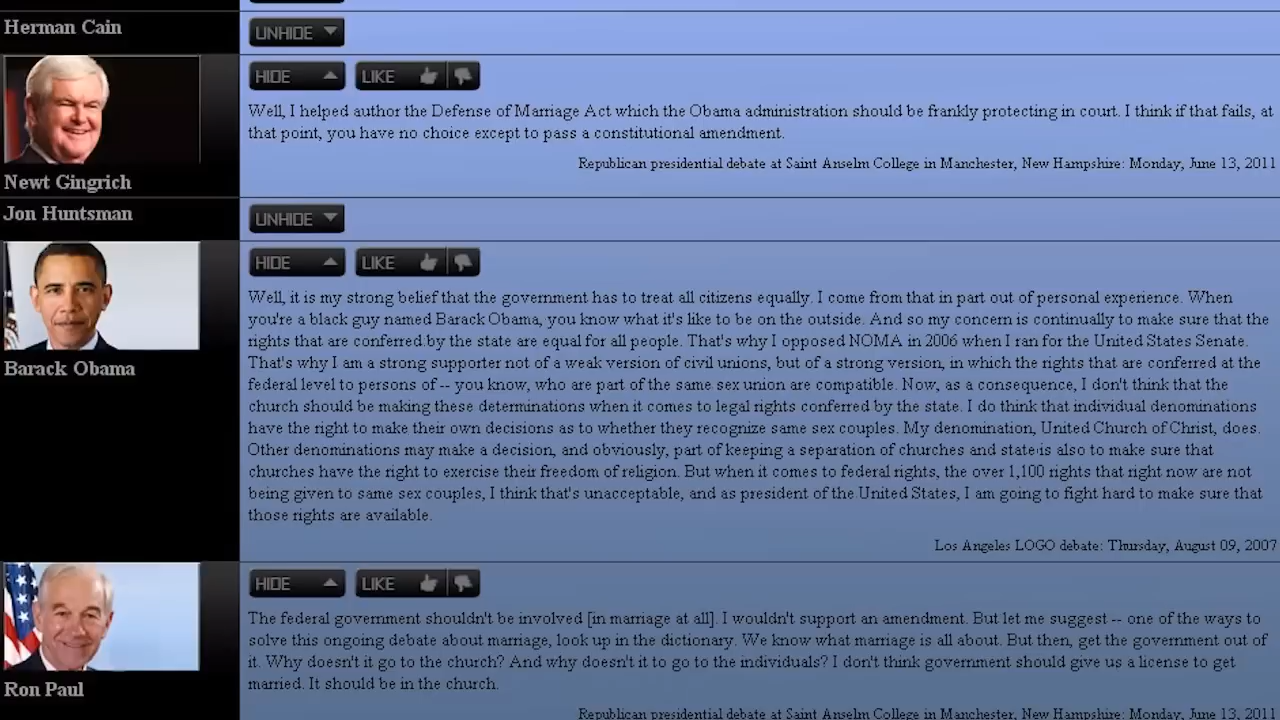 Herman Cain
UNHIDE
HIDE LIKE
Well, I helped author the Defense of Marriage Act which the Obama administration should be frankly protecting in court. I think if that fails, at
that point, you have no choice except to pass a constitutional amendment.
Republican presidential debate at Saint Anselm College in Manchester, New Hampshire: Monday, June 13, 2011
Newt Gingrich
Jon Huntsman
UNHIDE
HIDE LIKE
Well, it is my strong belief that the government has to treat all citizens equally. I come from that in part out of personal experience. When
you're a black guy named Barack Obama, you know what it's like to be on the outside. And so my concern is continually to make sure that the
rights that are conferred by the state are equal for all people. That's why I opposed NOMA in 2006 when I ran for the United States Senate.
That's why I am a strong supporter not of a weak version of civil unions, but of a strong version, in which the rights that are conferred at the
federal level to persons of -- you know, who are part of the same sex union are compatible. Now, as a consequence, I don't think that the
church should be making these determinations when it comes to legal rights conferred by the state. I do think that individual denominations
have the right to make their own decisions as to whether they recognize same sex couples. My denomination, United Church of Christ, does.
Other denominations may make a decision, and obviously, part of keeping a separation of churches and state is also to make sure that
churches have the right to exercise their freedom of religion. But when it comes to federal rights, the over 1,100 rights that right now are not
being given to same sex couples, I think that's unacceptable, and as president of the United States, I am going to fight hard to make sure that
those rights are available.
Los Angeles LOGO debate: Thursday, August 09, 2007
Barack Obama
HIDE LIKE
The federal government shouldn't be involved [in marriage at all]. I wouldn't support an amendment. But let me suggest -- one of the ways to
solve this ongoing debate about marriage, look up in the dictionary. We know what marriage is all about. But then, get the government out of
it. Why doesn't it go to the church? And why doesn't it to go to the individuals? I don't think government should give us a license to get
married. It should be in the church.
Republican presidential debate at Saint Anselm College in Manchester, New Hampshire: Monday, June 13, 2011
Ron Paul